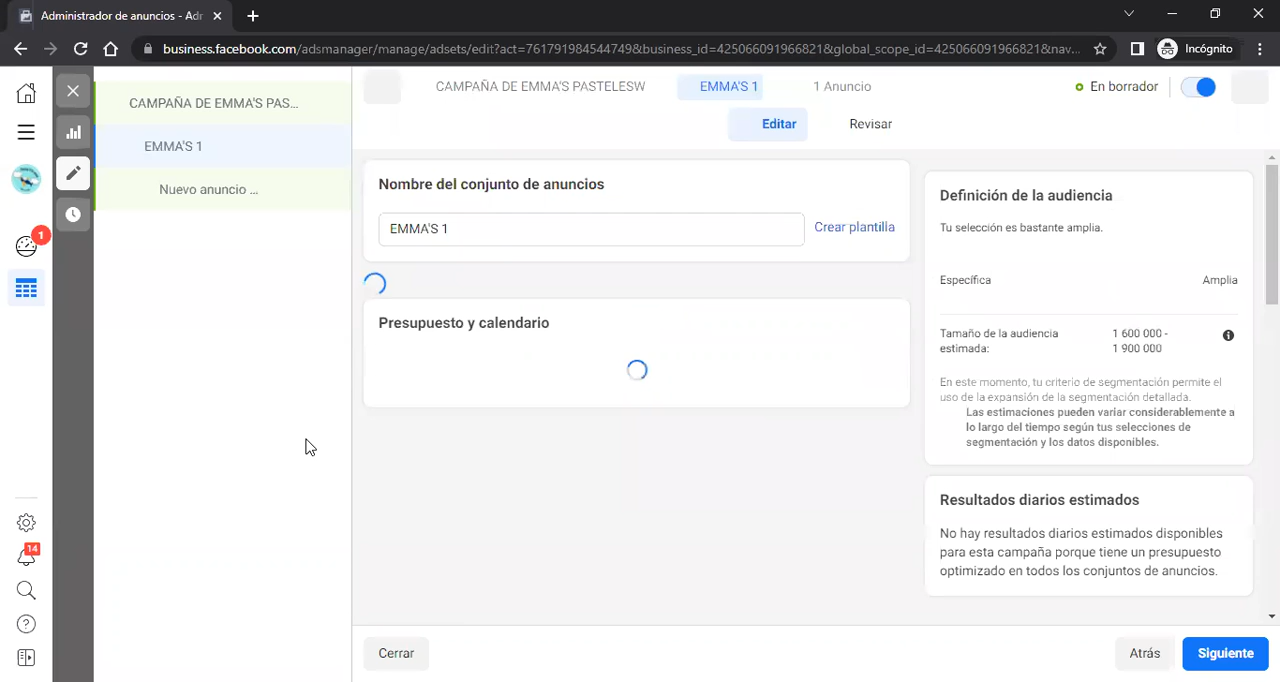 Administrador de anuncios - Adr
business.facebook.com/adsmanager/manage/adsets/edit?act=761791984544749&business_id=425066091966821&global_scope_id=425066091966821&nav...
Incógnito
CAMPAÑA DE EMMA'S PAS...
EMMA'S 1
Nuevo anuncio ...
1
14
CAMPAÑA DE EMMA'S PASTELESW
EMMA'S 1
1 Anuncio
En borrador
Editar
Revisar
Nombre del conjunto de anuncios
EMMA'S 1
Crear plantilla
Presupuesto y calendario
Definición de la audiencia
Tu selección es bastante amplia.
Específica
Amplia
Tamaño de la audiencia estimada:
1 600 000 -
1 900 000
En este momento, tu criterio de segmentación permite el
uso de la expansión de la segmentación detallada.
Las estimaciones pueden variar considerablemente a
lo largo del tiempo según tus selecciones de
segmentación y los datos disponibles.
Resultados diarios estimados
No hay resultados diarios estimados disponibles
para esta campaña porque tiene un presupuesto
optimizado en todos los conjuntos de anuncios.
Cerrar
Atrás
Siguiente